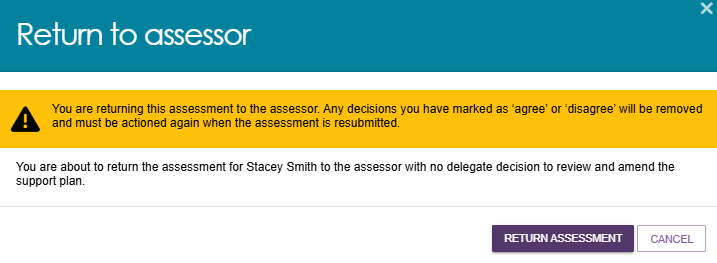 Return to assessor
You are returning this assessment to the assessor. Any decisions you have marked as ‘agree’ or ‘disagree’ will be removed
and must be actioned again when the assessment is resubmitted.
You are about to return the assessment for Stacey Smith to the assessor with no delegate decision to review and amend the
support plan.
RETURN ASSESSMENT CANCEL